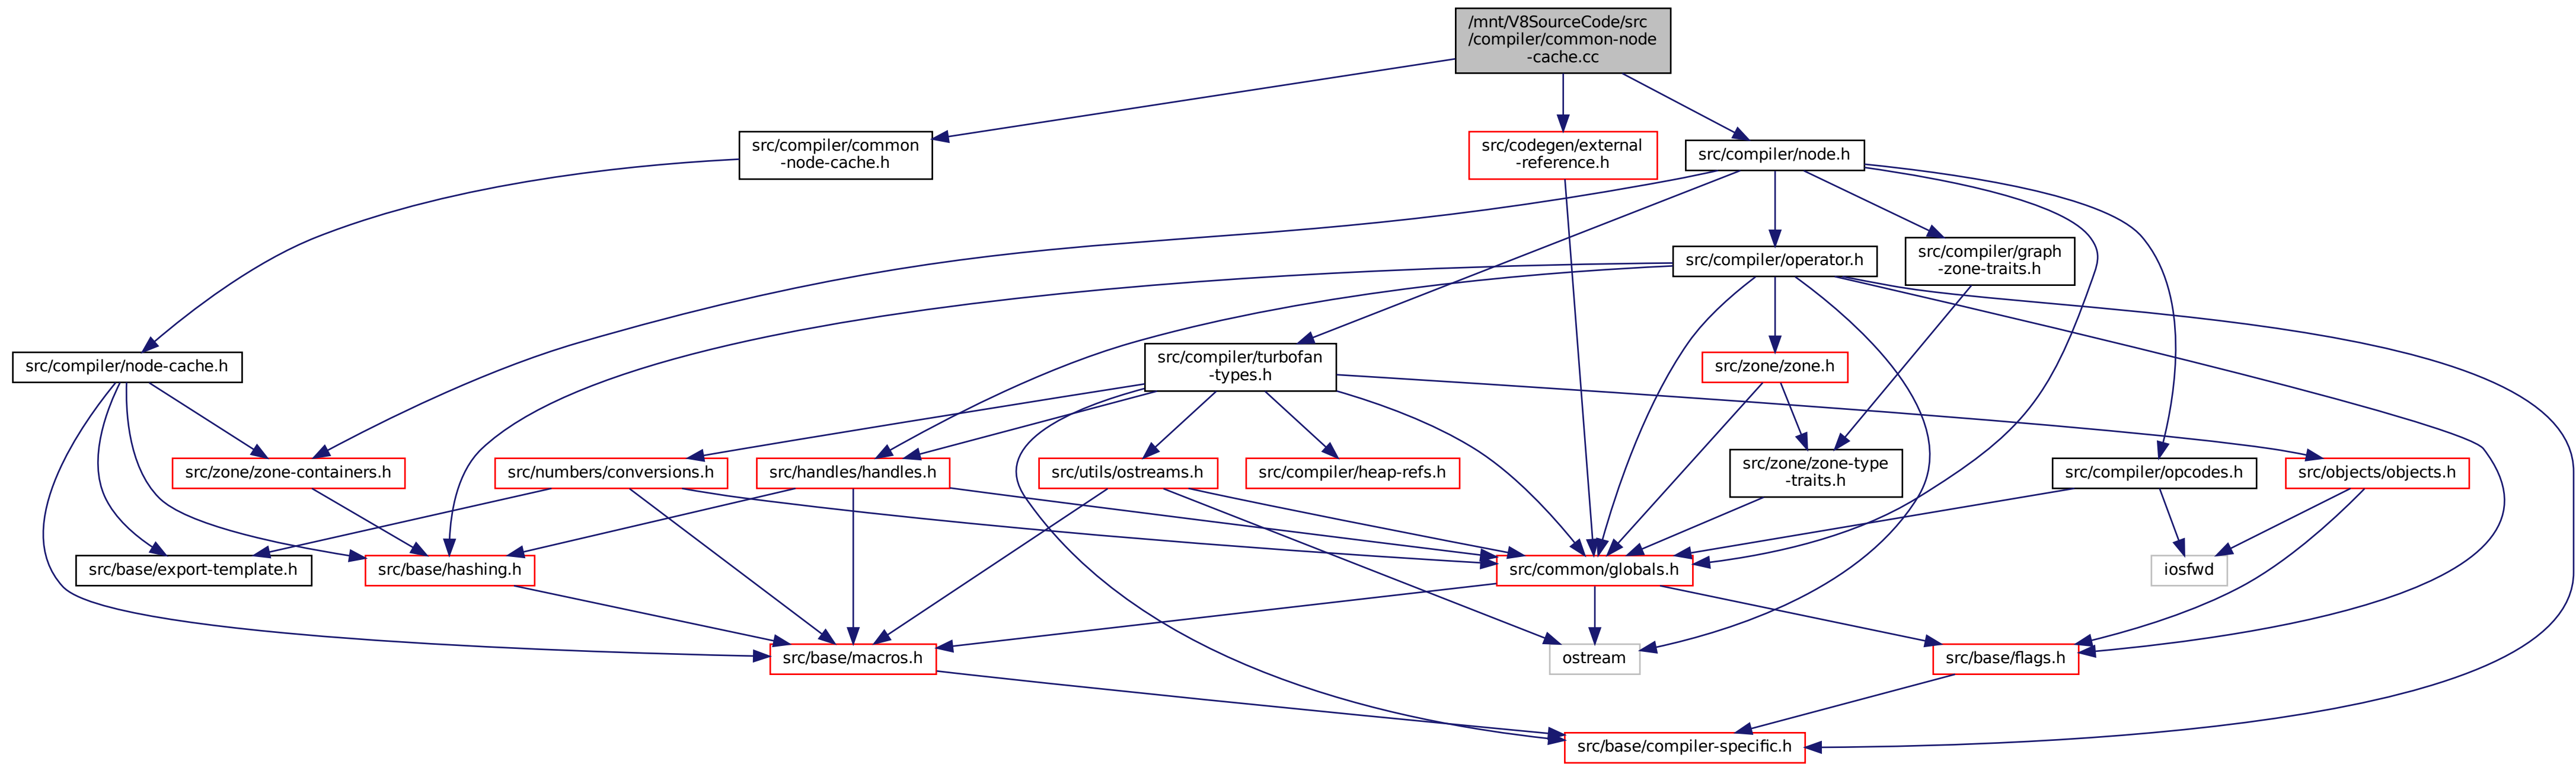 /mnt/V8SourceCode/src
/compiler/common-node
-cache.cc
src/compiler/common
-node-cache.h
src/codegen/external
-reference.h
src/compiler/node.h
src/compiler/operator.h
src/compiler/graph
-zone-traits.h
src/compiler/node-cache.h
src/compiler/turbofan
-types.h
src/zone/zone.h
src/zone/zone-containers.h
src/numbers/conversions.h
src/handles/handles.h
src/utils/ostreams.h
src/compiler/heap-refs.h
src/zone/zone-type
-traits.h
src/compiler/opcodes.h
src/objects/objects.h
src/base/export-template.h
src/base/hashing.h
src/common/globals.h
iosfwd
src/base/macros.h
ostream
src/base/flags.h
src/base/compiler-specific.h